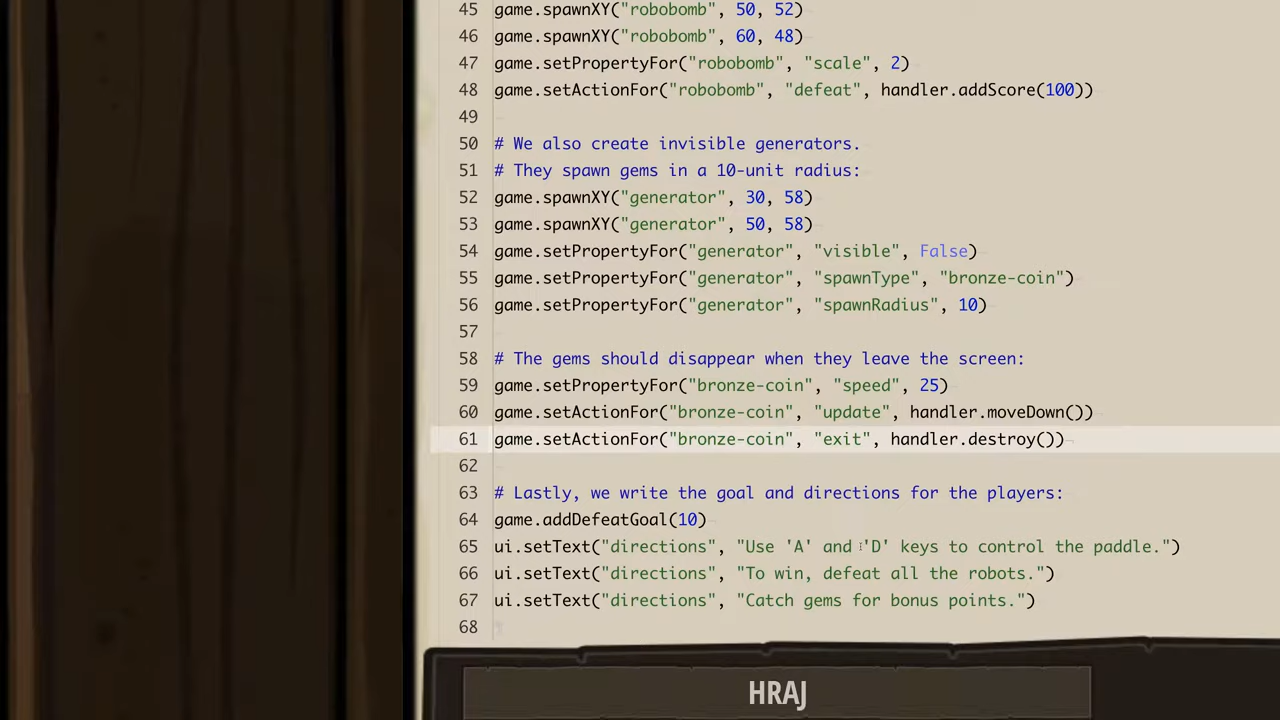 45 game.spawnXY("robobomb", 50, 52)
46 game.spawnXY("robobomb", 60, 48)
47 game.setPropertyFor("robobomb", "scale", 2)
48 game.setActionFor("robobomb", "defeat", handler.addScore(100))
49
50 # We also create invisible generators.
51 # They spawn gems in a 10-unit radius:
52 game.spawnXY("generator", 30, 58)
53 game.spawnXY("generator", 50, 58)
54 game.setPropertyFor("generator", "visible", False)
55 game.setPropertyFor("generator", "spawnType", "bronze-coin")
56 game.setPropertyFor("generator", "spawnRadius", 10)
57
58 # The gems should disappear when they leave the screen:
59 game.setPropertyFor("bronze-coin", "speed", 25)
60 game.setActionFor("bronze-coin", "update", handler.moveDown())
61 game.setActionFor("bronze-coin", "exit", handler.destroy())
62
63 # Lastly, we write the goal and directions for the players:
64 game.addDefeatGoal(10)
65 ui.setText("directions", "Use 'A' and 'D' keys to control the paddle.")
66 ui.setText("directions", "To win, defeat all the robots.")
67 ui.setText("directions", "Catch gems for bonus points.")
68
HRAJ